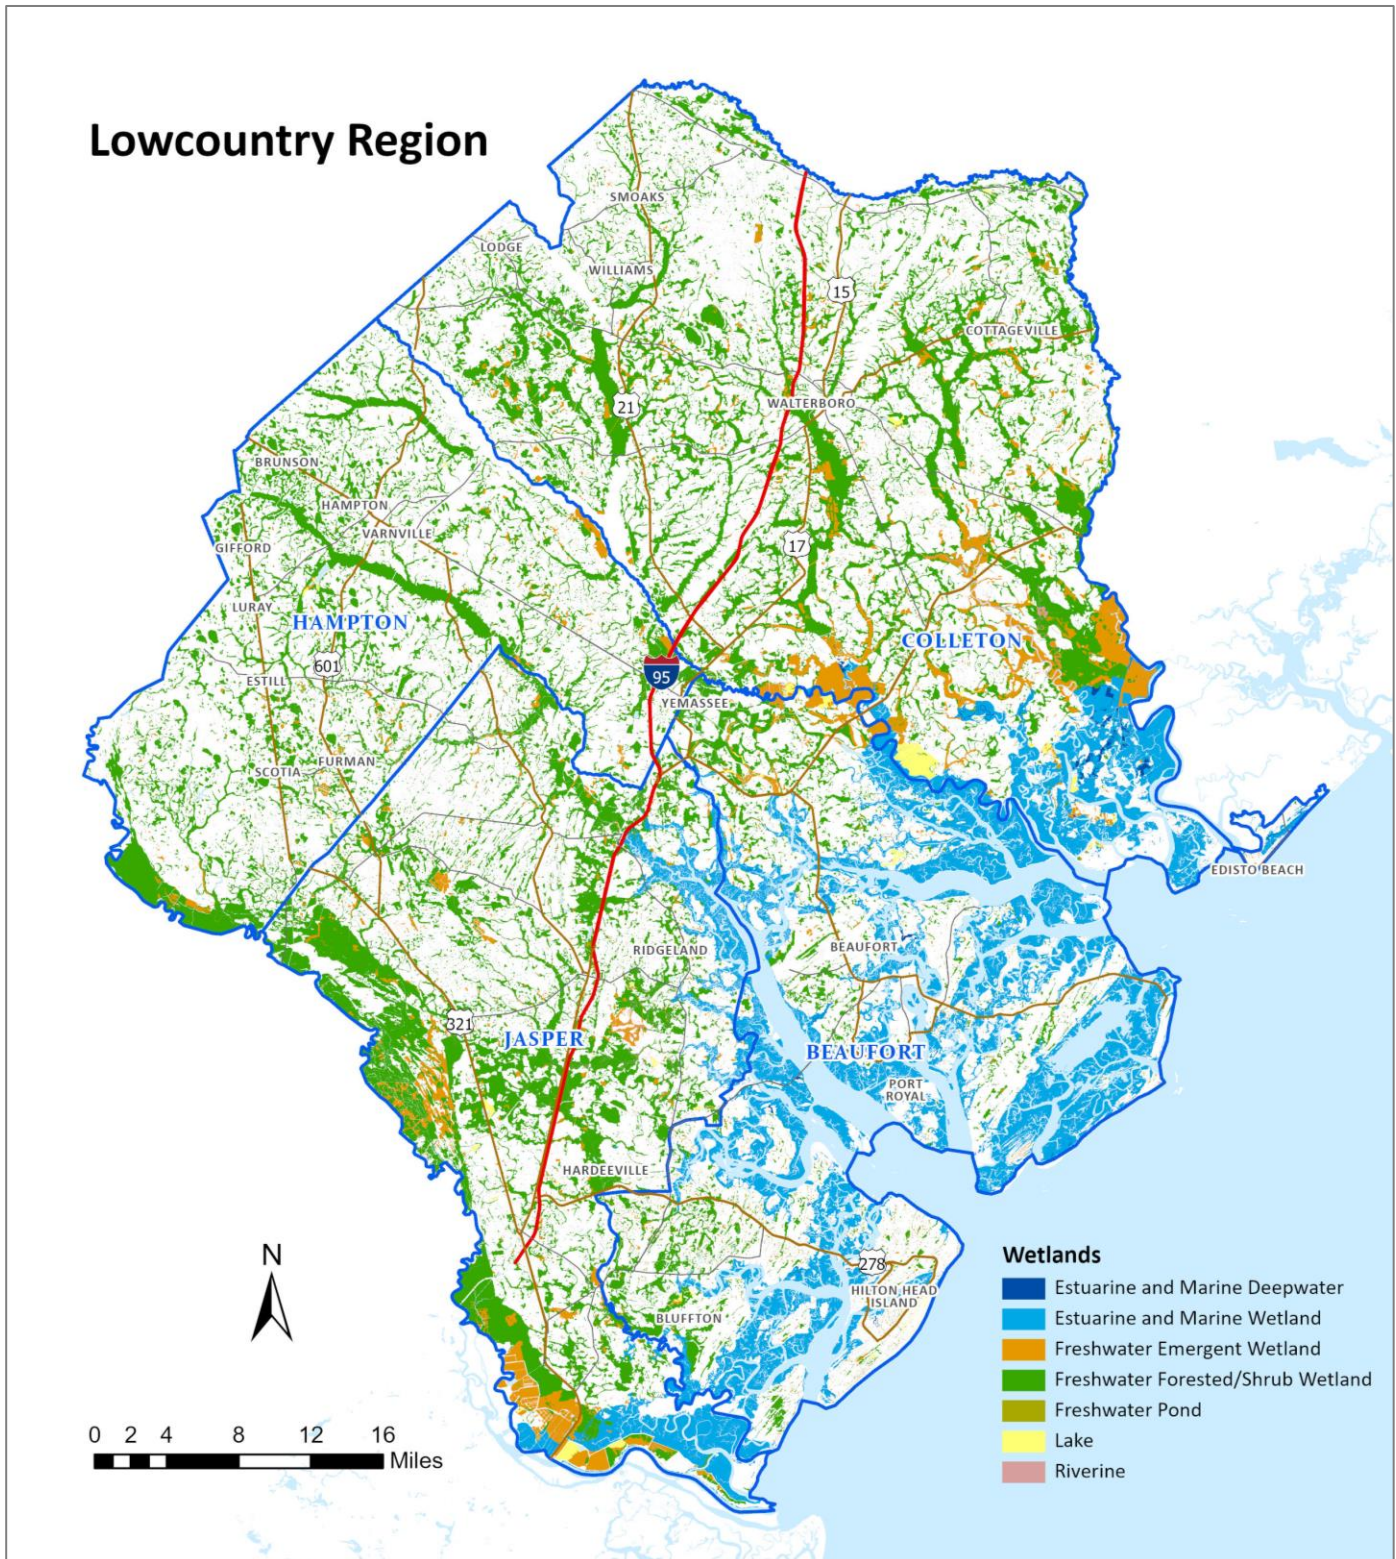 Lowcountry Region
SMOAKS
LODGE
WILLIAMS
15
COTTAGEVILLE
21
WALTERBORO
BRUNSON
HAMPTON
VARNVILLE
GIFFORD
17
LURAY
HAMPTON
COLLETON
601
ESTILL
95
YEMASSEE
SCOTIA
FURMAN
EDISTO BEACH
RIDGELAND
BEAUFORT
321
JASPER
BEAUFORT
PORT
ROYAL
HARDEEVILLE
278
HILTON HEAD
ISLAND
BLUFFTON
N
0 2 4 8 12 16
Miles
Wetlands
Estuarine and Marine Deepwater
Estuarine and Marine Wetland
Freshwater Emergent Wetland
Freshwater Forested/Shrub Wetland
Freshwater Pond
Lake
Riverine